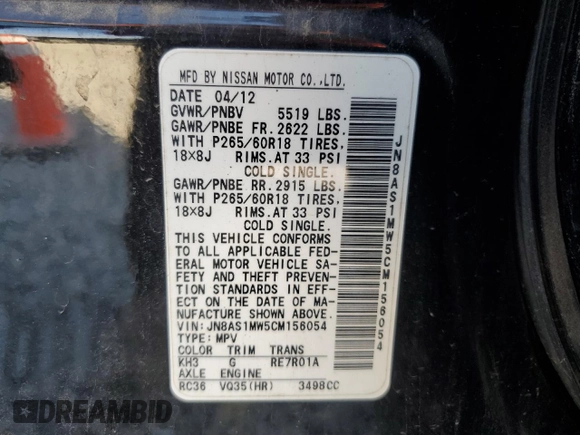 MFD BY NISSAN MOTOR CO.,LTD.
DATE 04/12
GVWR/PNBV 5519 LBS.
GAWR/PNBE FR. 2622 LBS.
WITH P265/60R18 TIRES.
18X8J RIMS. AT 33 PSI
COLD SINGLE.
GAWR/PNBE RR. 2915 LBS.
WITH P265/60R18 TIRES.
18X8J RIMS. AT 33 PSI
COLD SINGLE.
THIS VEHICLE CONFORMS
TO ALL APPLICABLE FED-
ERAL MOTOR VEHICLE SA-
FETY AND THEFT PREVEN-
TION STANDARDS IN EFF-
ECT ON THE DATE OF MA-
NUFACTURE SHOWN ABOVE.
VIN: JN8AS1MW5CM156054
TYPE: MPV
COLOR TRIM TRANS
KH3 G RE7R01A
AXLE ENGINE
RC36 VQ35(HR) 3498CC
JN8AS1MW5CM156054
DREAMBID